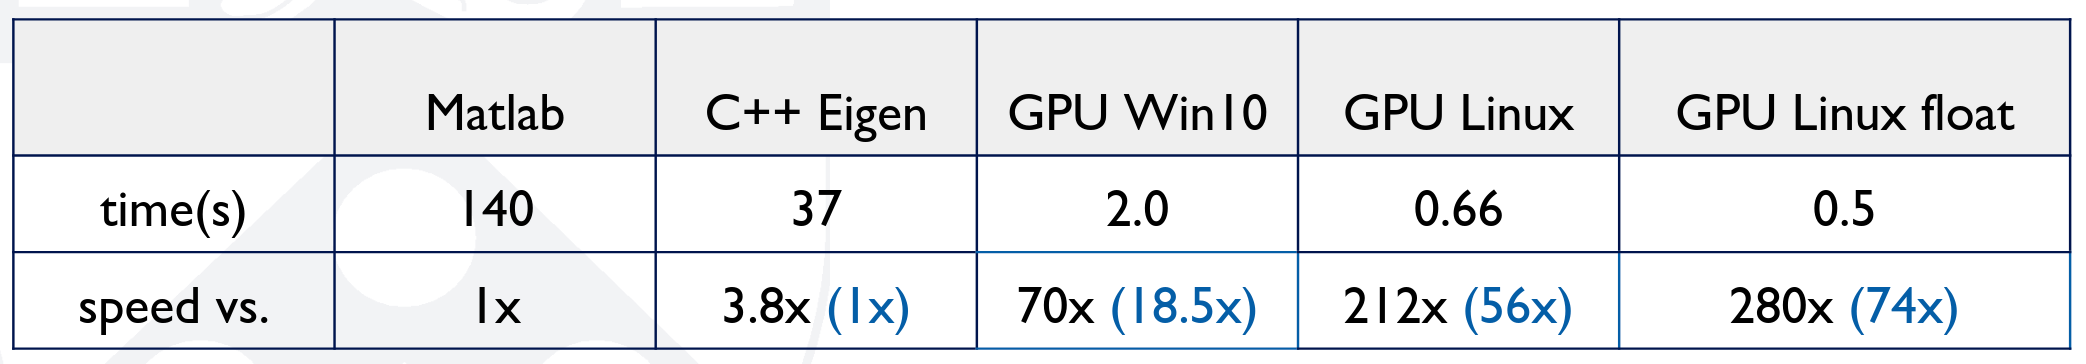 Matlab C++ Eigen GPU Win10 GPU Linux GPU Linux float
time(s) 140 37 2.0 0.66 0.5
speed vs. 1x 3.8x (1x) 70x (18.5x) 212x (56x) 280x (74x)